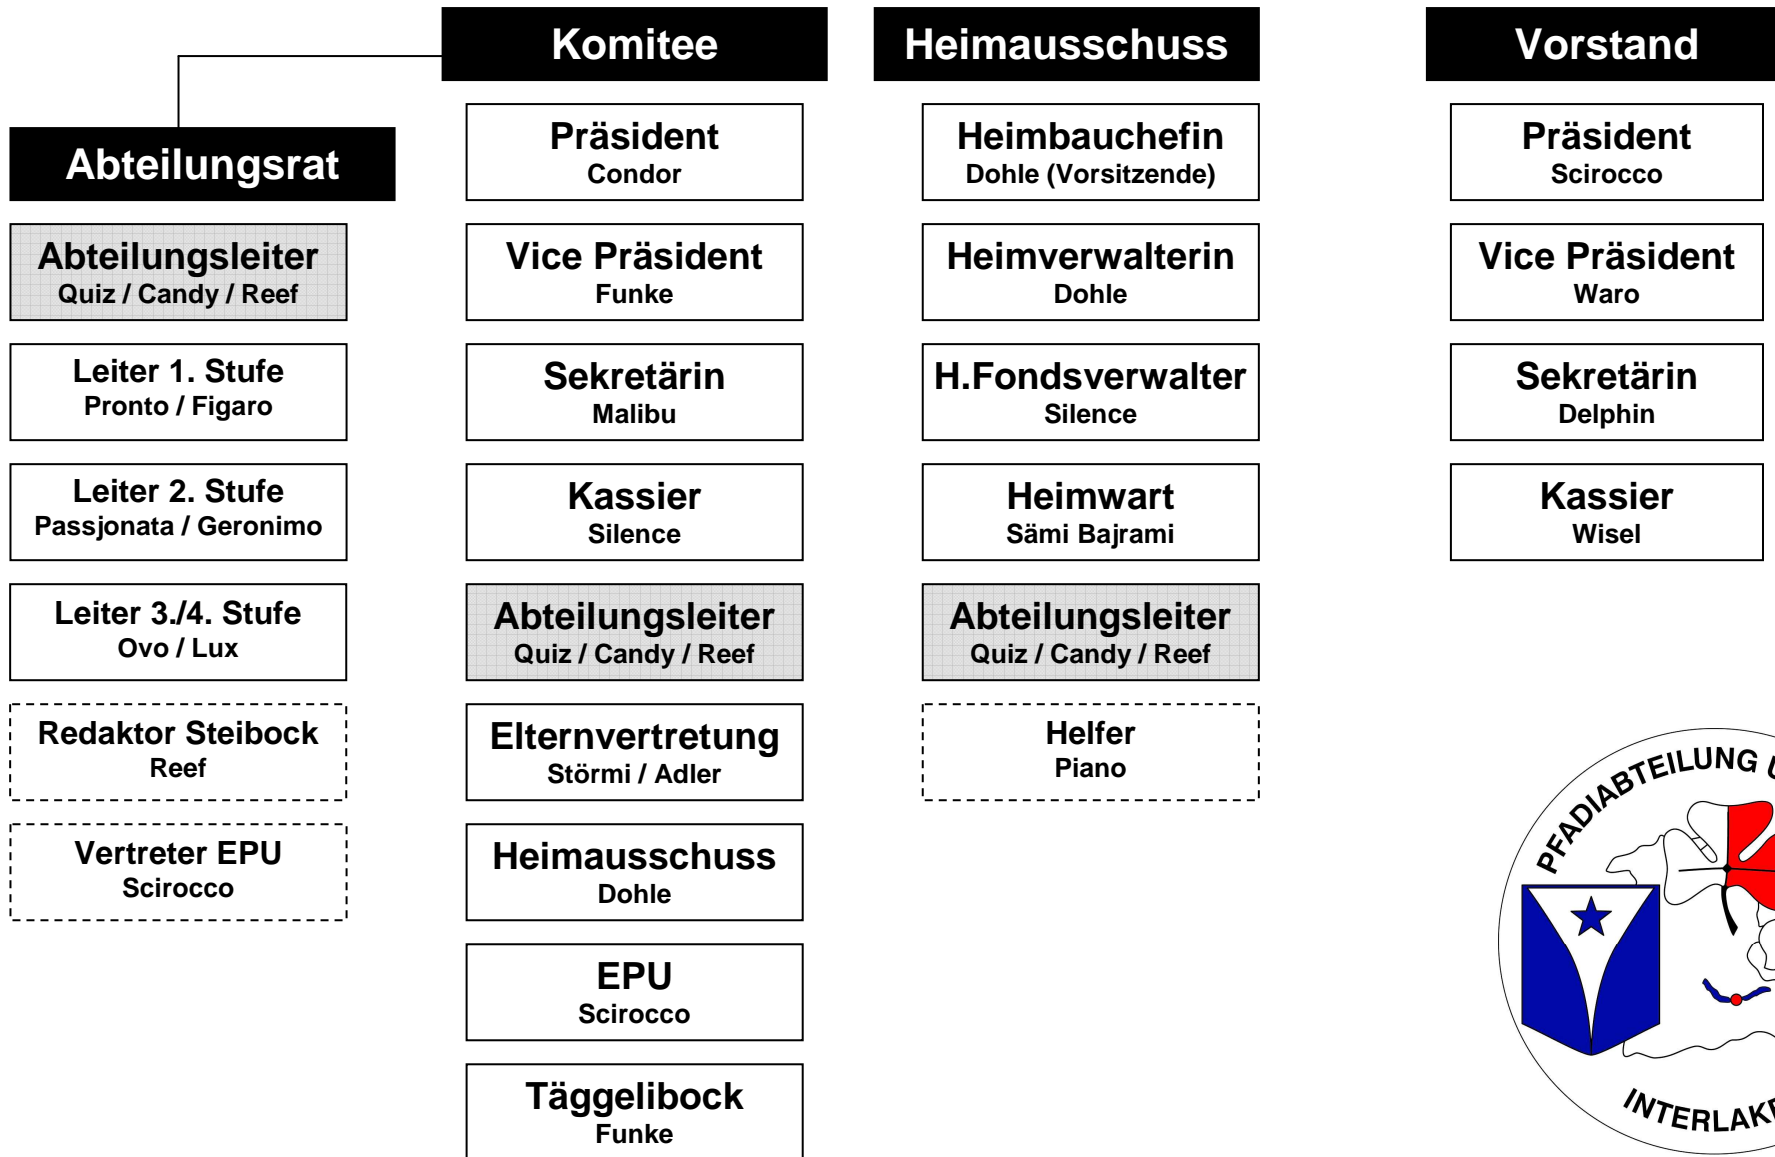 Komitee
Heimausschuss
Vorstand
Abteilungsrat
Abteilungsleiter
Quiz / Candy / Reef
Leiter 1. Stufe
Pronto / Figaro
Leiter 2. Stufe
Passjonata / Geronimo
Leiter 3./4. Stufe
Ovo / Lux
Redaktor Steibock
Reef
Vertreter EPU
Scirocco
Präsident
Condor
Vice Präsident
Funke
Sekretärin
Malibu
Kassier
Silence
Abteilungsleiter
Quiz / Candy / Reef
Elternvertretung
Störmi / Adler
Heimausschuss
Dohle
EPU
Scirocco
Täggelibock
Funke
Heimbauchefin
Dohle (Vorsitzende)
Heimverwalterin
Dohle
H.Fondsverwalter
Silence
Heimwart
Sämi Bajrami
Abteilungsleiter
Quiz / Candy / Reef
Helfer
Piano
Präsident
Scirocco
Vice Präsident
Waro
Sekretärin
Delphin
Kassier
Wisel
PFADIABTEILUNG